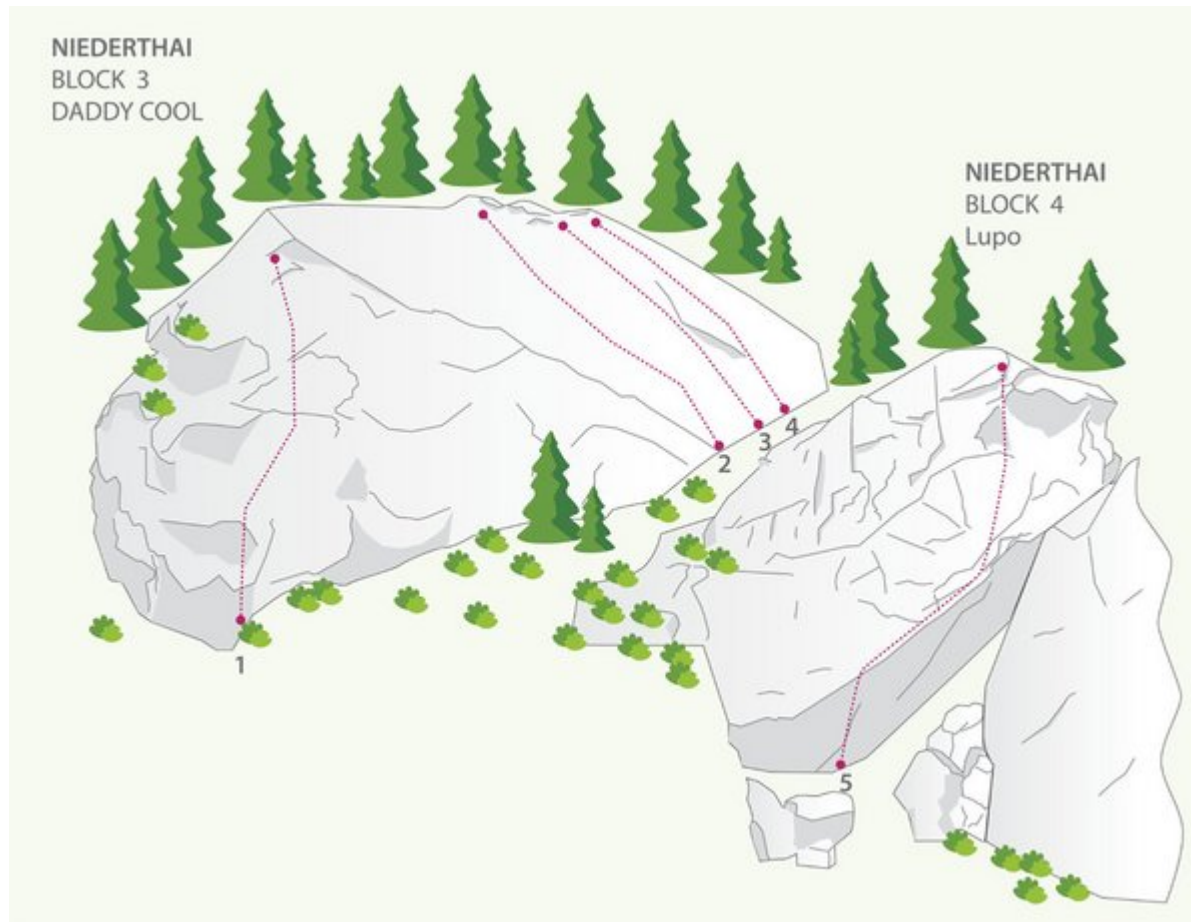 NIEDERTHAI
BLOCK 3
DADDY COOL
NIEDERTHAI
BLOCK 4
Lupo
1
2
3
4
5